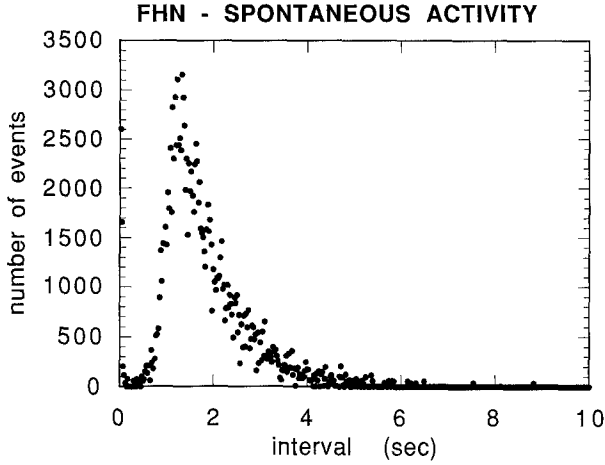 FHN - SPONTANEOUS ACTIVITY
number of events
3500
3000
2500
2000
1500
1000
500
0
0 2 4 6 8 10
interval (sec)